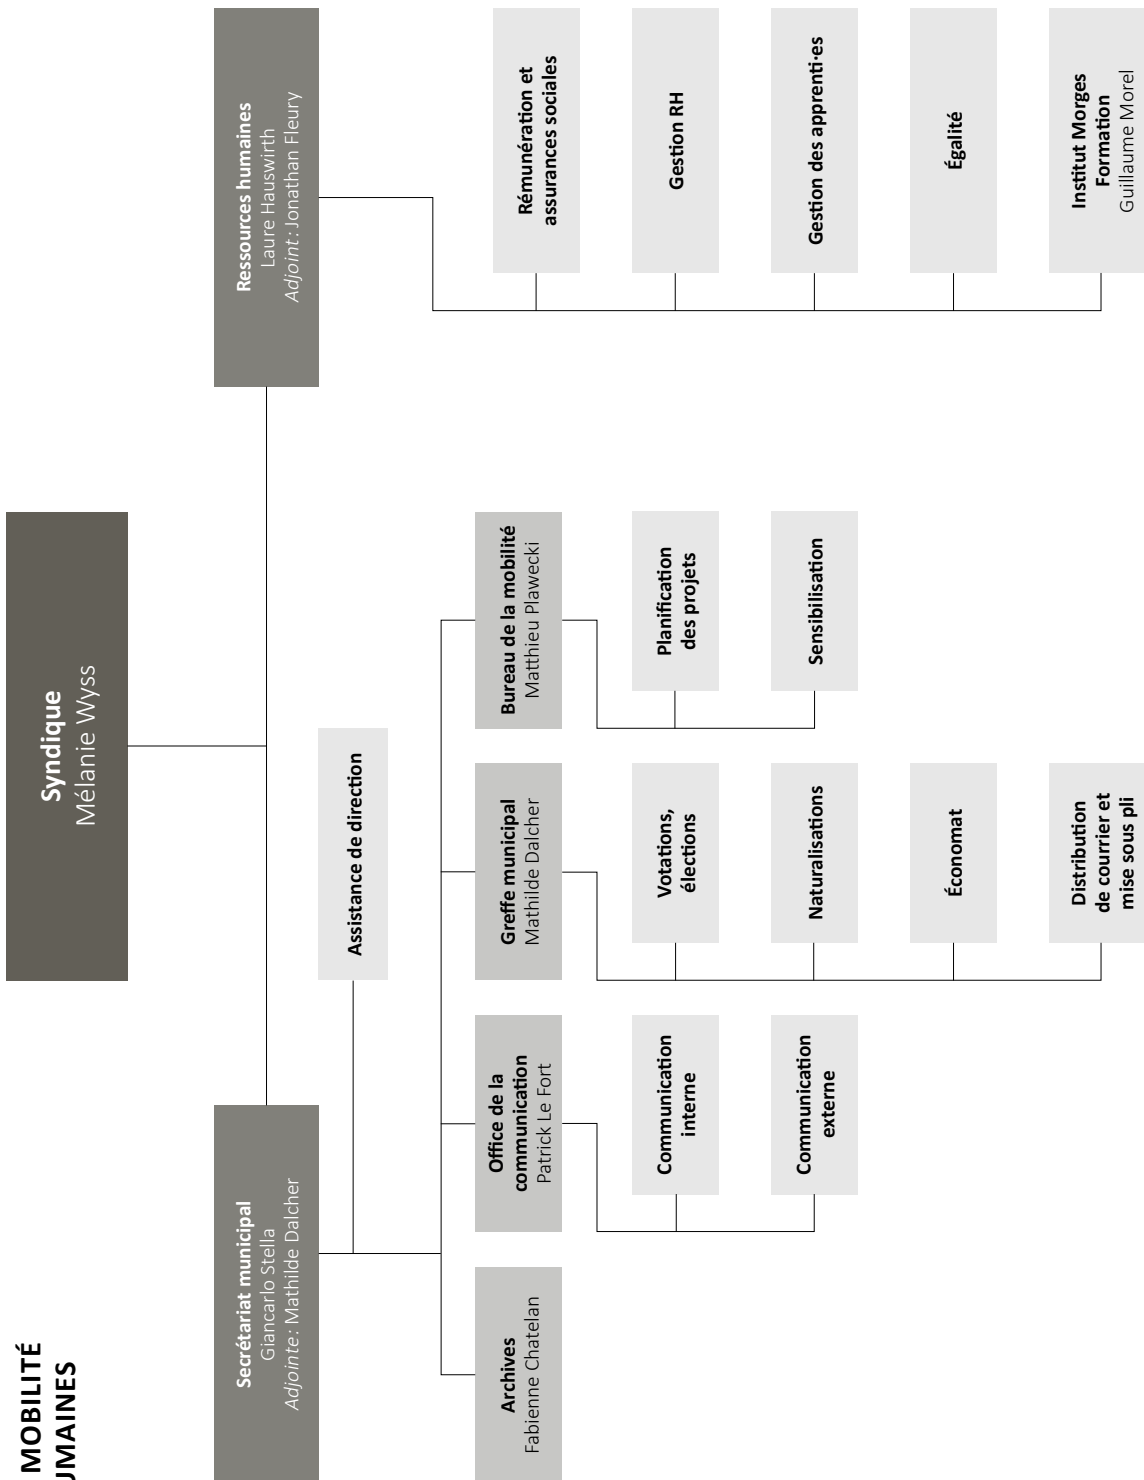 MOBILITÉ
UMAINES
Syndique
Mélanie Wyss
Secrétariat municipal
Giancarlo Stella
Adjointe: Mathilde Dalcher
Ressources humaines
Laure Hauswirth
Adjoint: Jonathan Fleury
Assistance de direction
Archives
Fabienne Chatelan
Office de la
communication
Patrick Le Fort
Communication
interne
Communication
externe
Greffe municipal
Mathilde Dalcher
Votations,
élections
Naturalisations
Économat
Distribution
de courrier et
mise sous pli
Bureau de la mobilité
Matthieu Plawecki
Planification
des projets
Sensibilisation
Rémunération et
assurances sociales
Gestion RH
Gestion des apprenti·es
Égalité
Institut Morges
Formation
Guillaume Morel